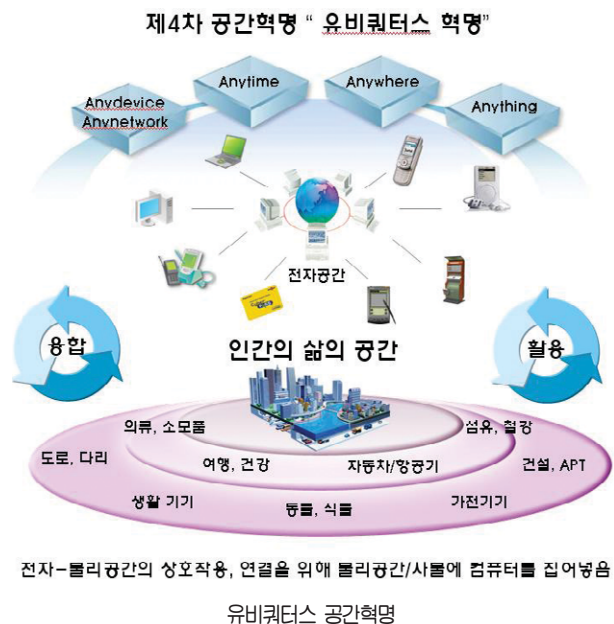 제4차 공간혁명 “ 유비쿼터스 혁명”
Anytime
Anywhere
Anydevice
Anynetwork
Anything
전자공간
융합
인간의 삶의 공간
활용
의류, 소모품
섬유, 철강
도로, 다리
여행, 건강
자동차/항공기
건설, APT
생활 기기
동물, 식물
가전기기
전자-물리공간의 상호작용, 연결을 위해 물리공간/사물에 컴퓨터를 집어넣음
유비쿼터스 공간혁명